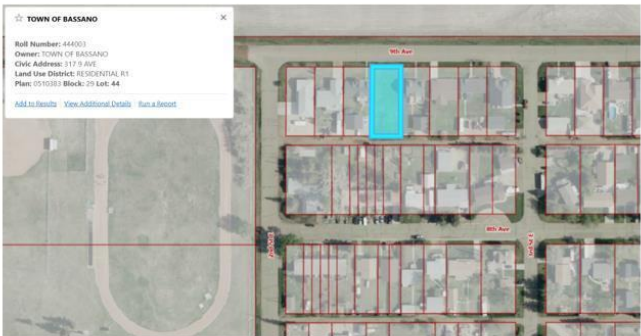 ☆ TOWN OF BASSANO ×
Roll Number: 444003
Owner: TOWN OF BASSANO
Civic Address: 317 9 AVE
Land Use District: RESIDENTIAL R1
Plan: 0510383 Block: 29 Lot: 44
Add to Results View Additional Details Run a Report
9th Ave
8th Ave